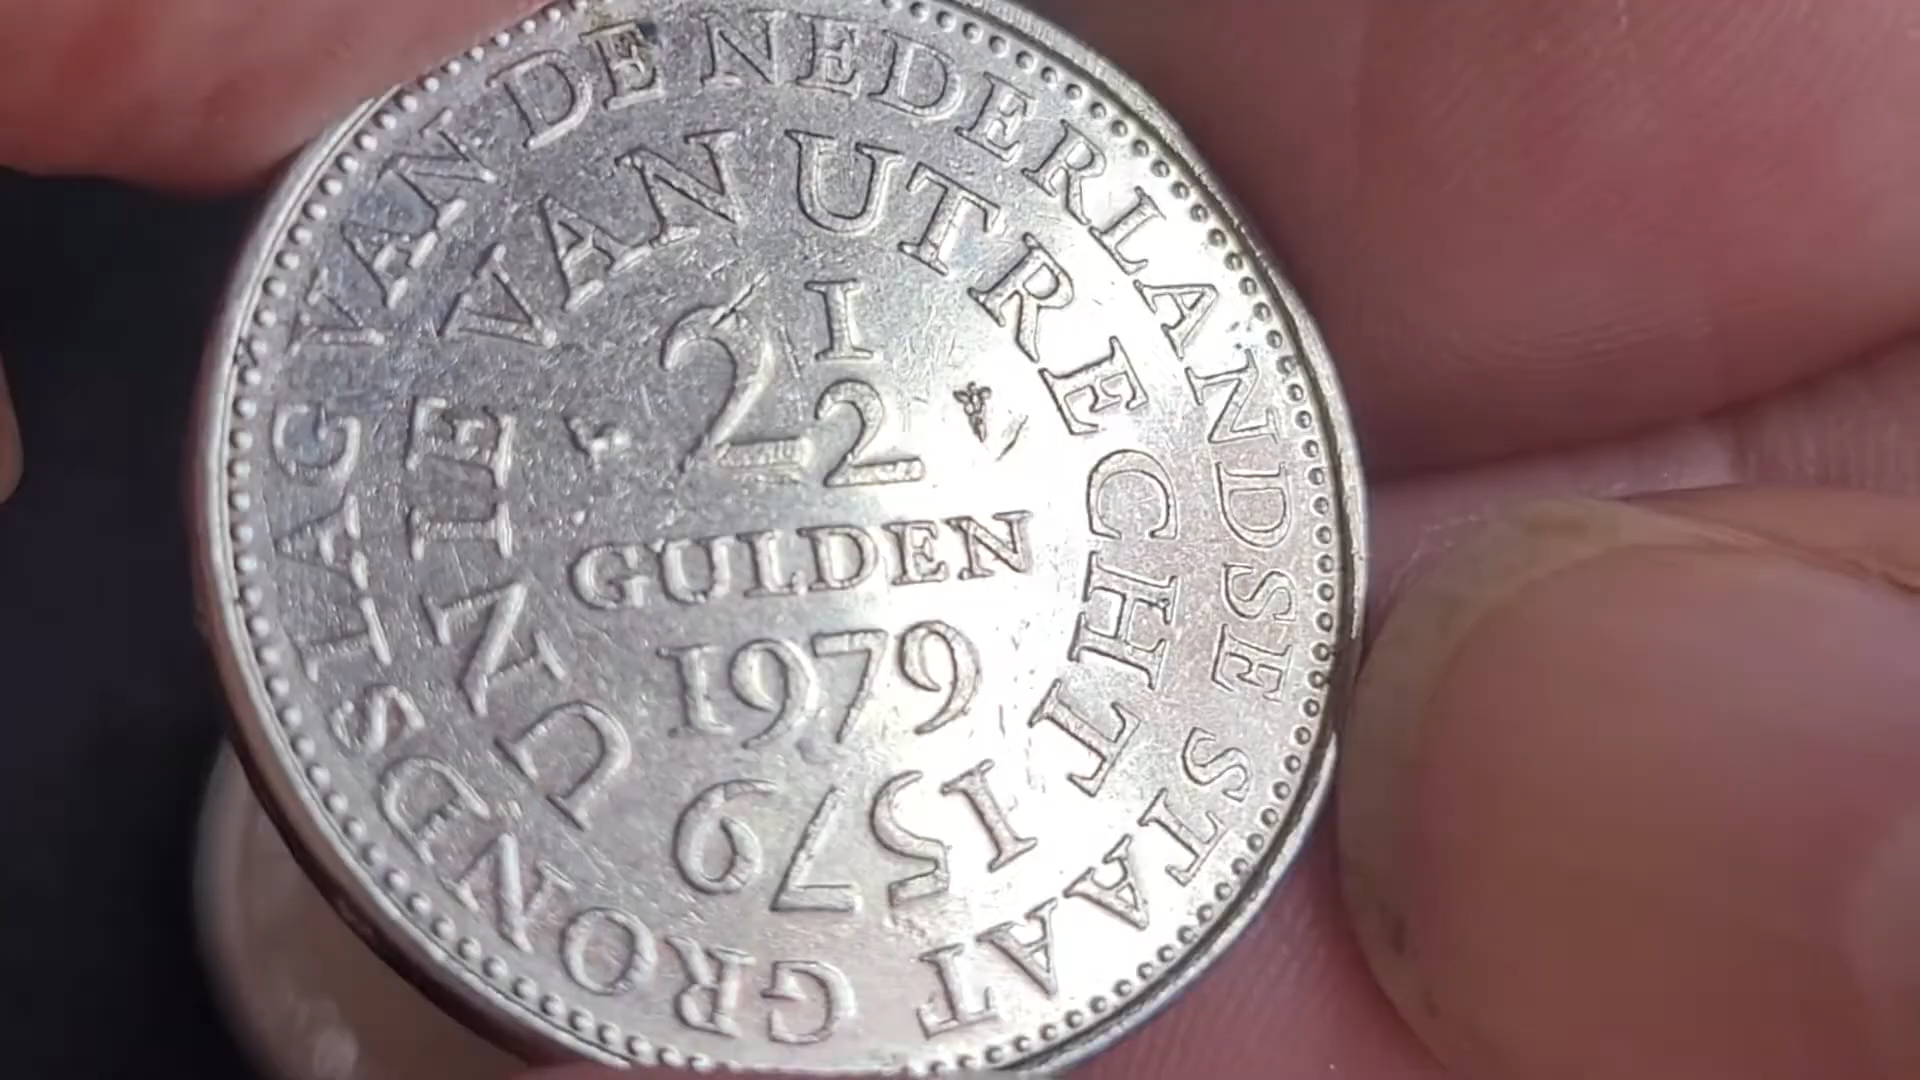 GRONDSLAG VAN DE NEDERLANDSE STAAT
UNIE VAN UTRECHT
2 1/2
GULDEN
1979
1579